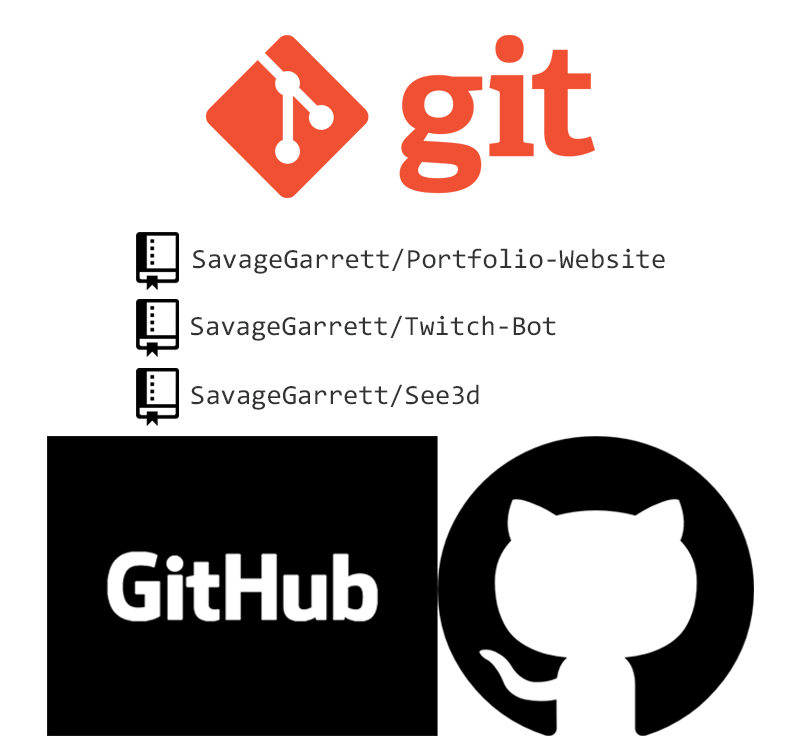 git
SavageGarrett/Portfolio-Website
SavageGarrett/Twitch-Bot
SavageGarrett/See3d
GitHub